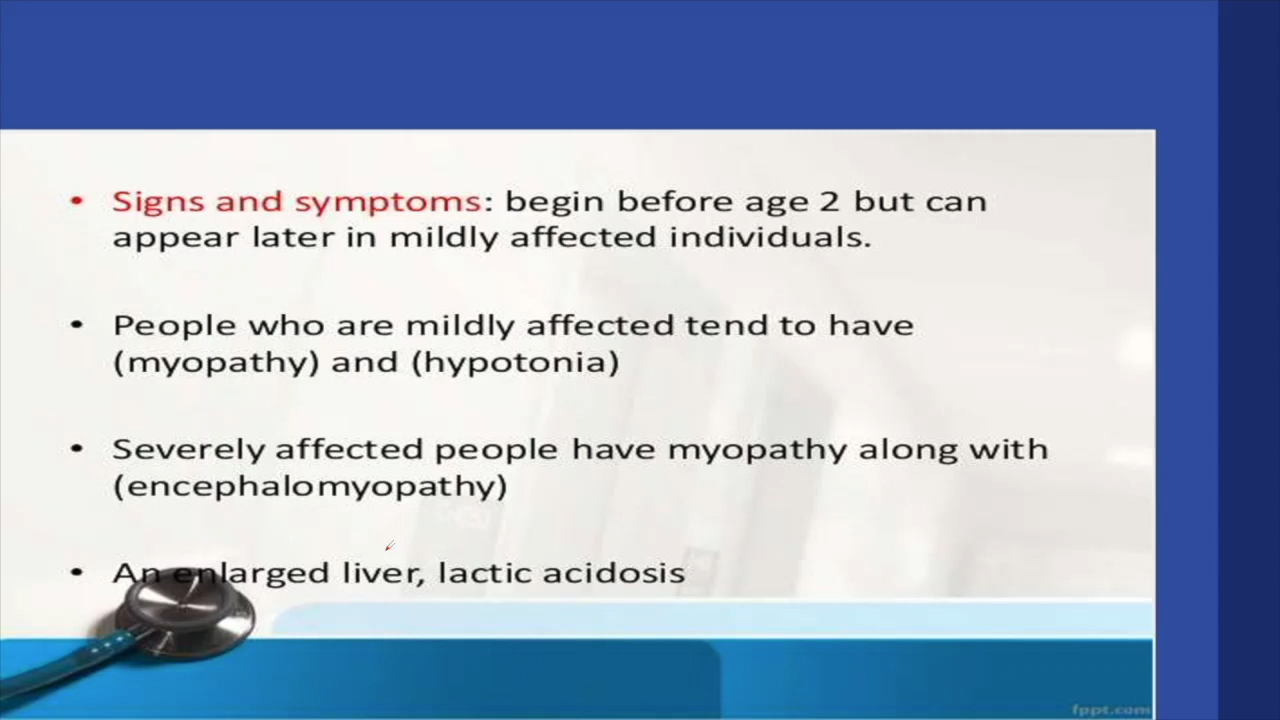 • Signs and symptoms: begin before age 2 but can
appear later in mildly affected individuals.
• People who are mildly affected tend to have
(myopathy) and (hypotonia)
• Severely affected people have myopathy along with
(encephalomyopathy)
• An enlarged liver, lactic acidosis
fppt.com